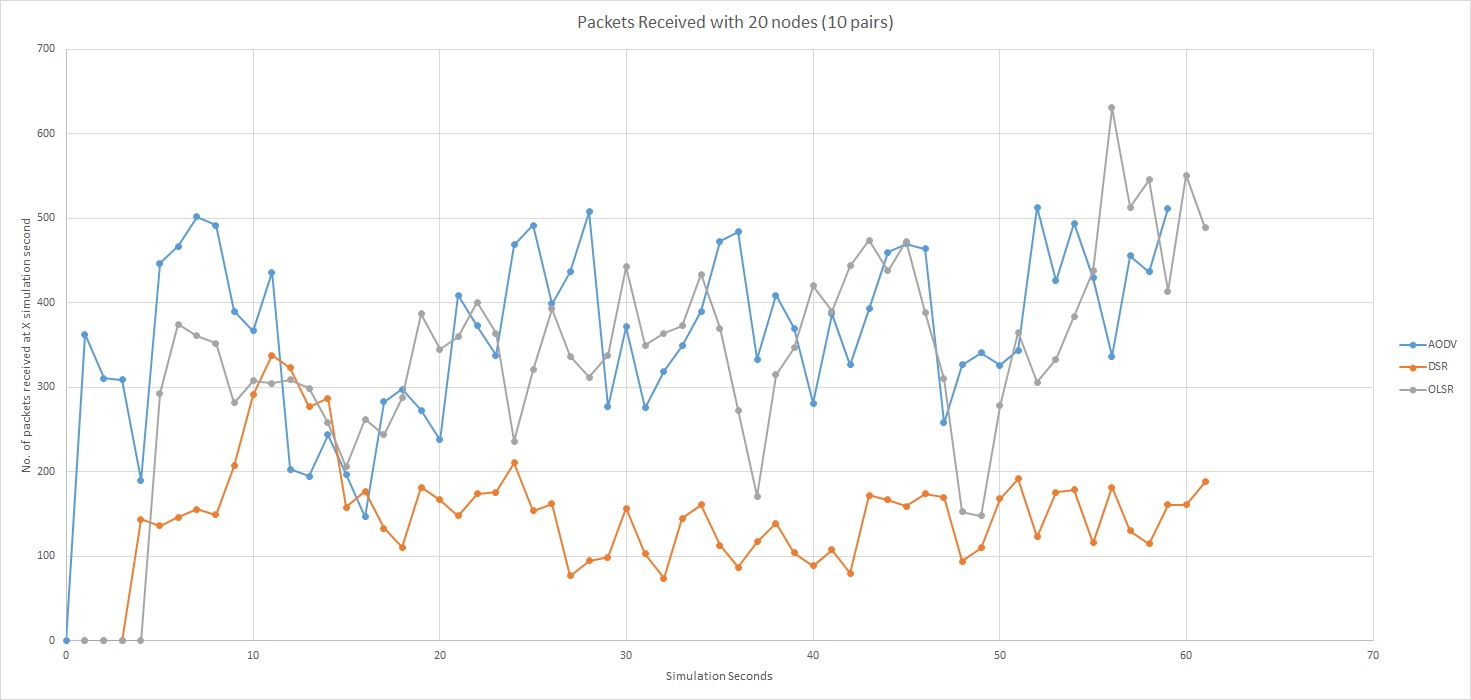 Packets Received with 20 nodes (10 pairs)
No. of packets received at X simulation second
700
600
500
400
300
200
100
0
0 10 20 30 40 50 60 70
Simulation Seconds
AODV
DSR
OLSR